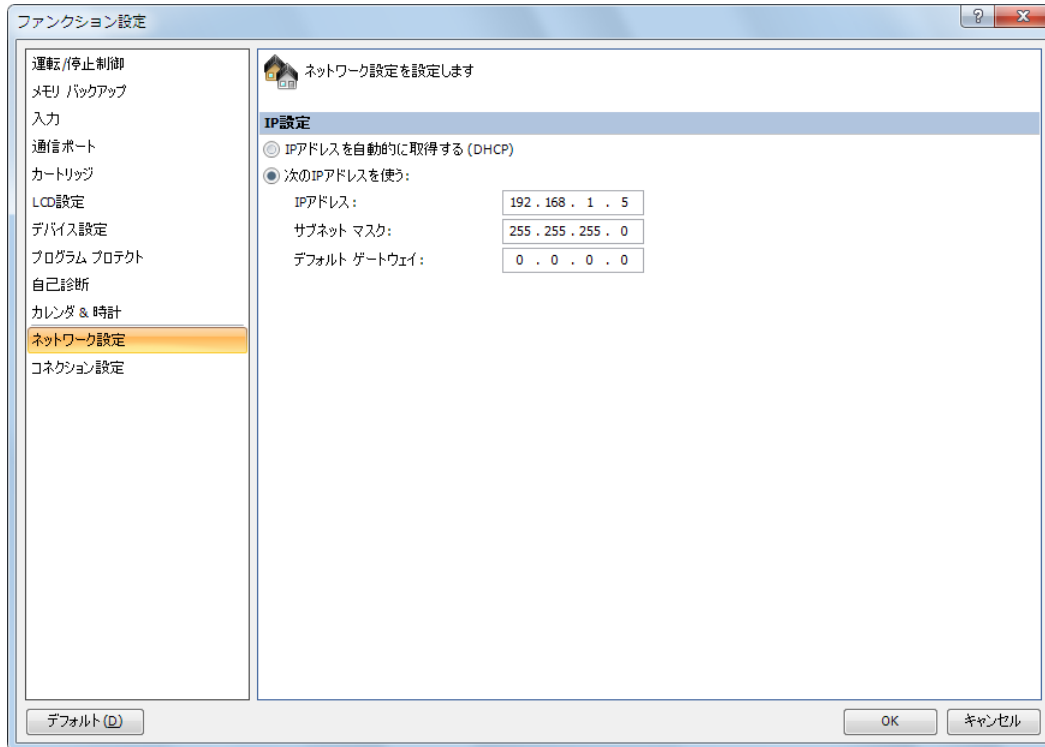 ファンクション設定
運転/停止制御
メモリ バックアップ
入力
通信ポート
カートリッジ
LCD設定
デバイス設定
プログラム プロテクト
自己診断
カレンダ & 時計
ネットワーク設定
コネクション設定
ネットワーク設定を設定します
IP設定
IPアドレスを自動的に取得する (DHCP)
次のIPアドレスを使う:
IPアドレス: 192 . 168 . 1 . 5
サブネット マスク: 255 . 255 . 255 . 0
デフォルト ゲートウェイ: 0 . 0 . 0 . 0
デフォルト(D)
OK
キャンセル